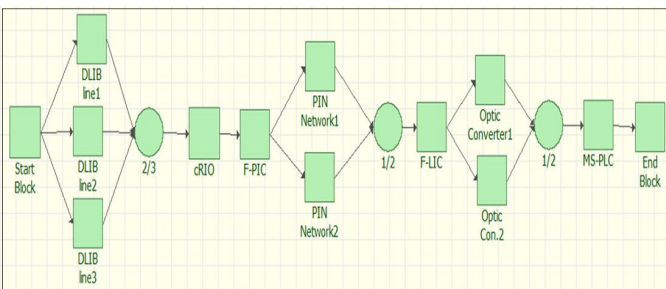 DLIB
line1
Start
Block
DLIB
line2
DLIB
line3
2/3
cRIO
F-PIC
PIN
Network1
PIN
Network2
1/2
F-LIC
Optic
Converter1
Optic
Con.2
1/2
MS-PLC
End
Block